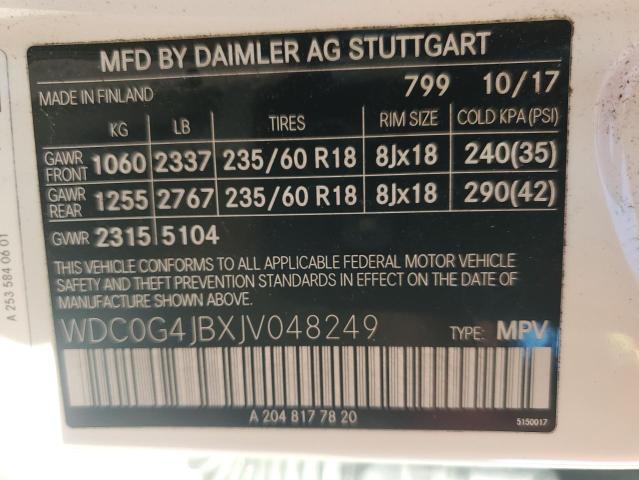 MFD BY DAIMLER AG STUTTGART
MADE IN FINLAND 799 10/17
KG LB TIRES RIM SIZE COLD KPA (PSI)
GAWR FRONT 1060 2337 235/60 R18 8Jx18 240(35)
GAWR REAR 1255 2767 235/60 R18 8Jx18 290(42)
GVWR 2315 5104
THIS VEHICLE CONFORMS TO ALL APPLICABLE FEDERAL MOTOR VEHICLE
SAFETY AND THEFT PREVENTION STANDARDS IN EFFECT ON THE DATE OF
MANUFACTURE SHOWN ABOVE.
WDC0G4JBXJV048249 TYPE: MPV
A 204 817 78 20
5150017
A 253 584 06 01